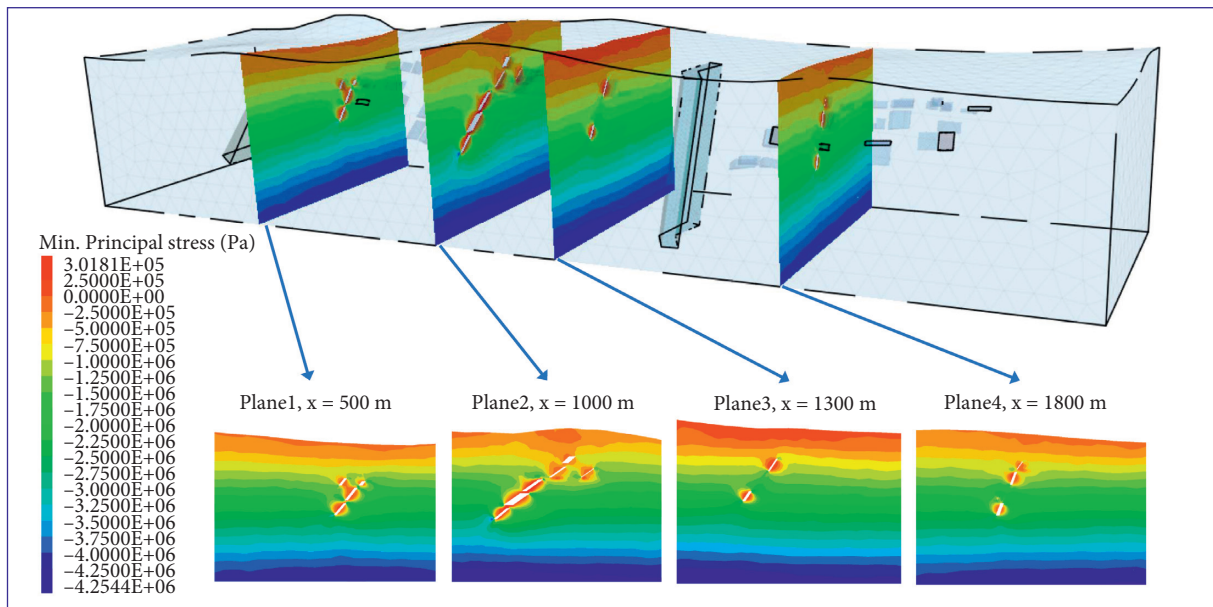 Min. Principal stress (Pa)
3.0181E+05
2.5000E+05
0.0000E+00
–2.5000E+05
–5.0000E+05
–7.5000E+05
–1.0000E+06
–1.2500E+06
–1.5000E+06
–1.7500E+06
–2.0000E+06
–2.2500E+06
–2.5000E+06
–2.7500E+06
–3.0000E+06
–3.2500E+06
–3.5000E+06
–3.7500E+06
–4.0000E+06
–4.2500E+06
–4.2544E+06
Plane1, x = 500 m
Plane2, x = 1000 m
Plane3, x = 1300 m
Plane4, x = 1800 m